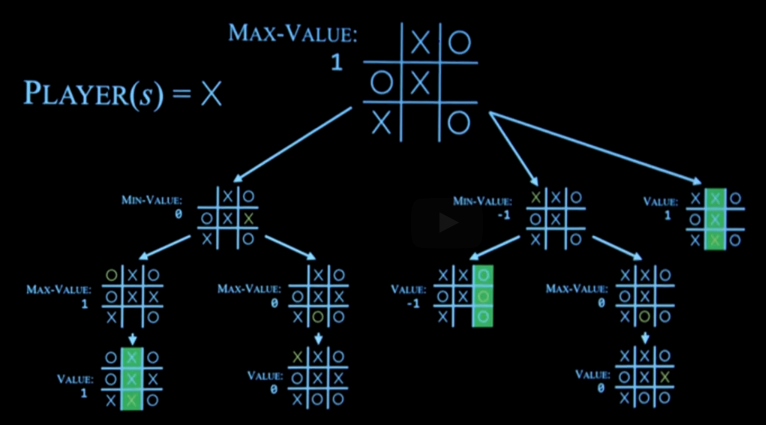 MAX-VALUE:
1
X O
O X
X O
PLAYER(s) = X
MIN-VALUE:
0
X O
O X X
X O
MIN-VALUE:
-1
X X O
O X
X O
VALUE:
1
X X O
O X
X X O
MAX-VALUE:
1
O X O
O X X
X O
MAX-VALUE:
0
X O
O X X
X O O
VALUE:
-1
X X O
O X O
X O
MAX-VALUE:
0
X X O
O X
X O O
VALUE:
1
O X O
O X X
X X O
VALUE:
0
X X O
O X X
X O O
VALUE:
0
X X O
O X X
X O O